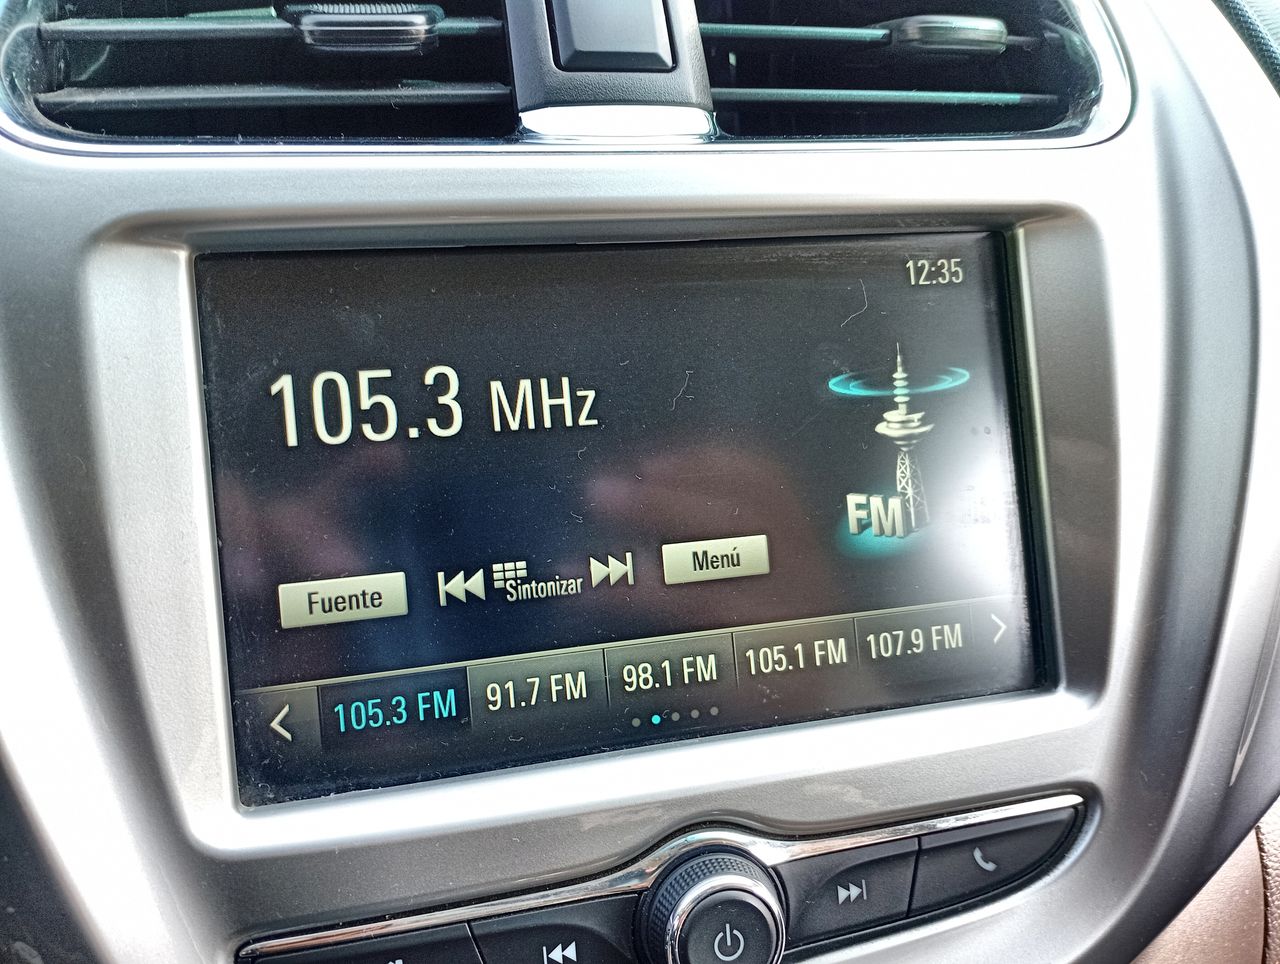 12:35
105.3 MHz
FM
Fuente Sintonizar Menú
105.3 FM 91.7 FM 98.1 FM 105.1 FM 107.9 FM